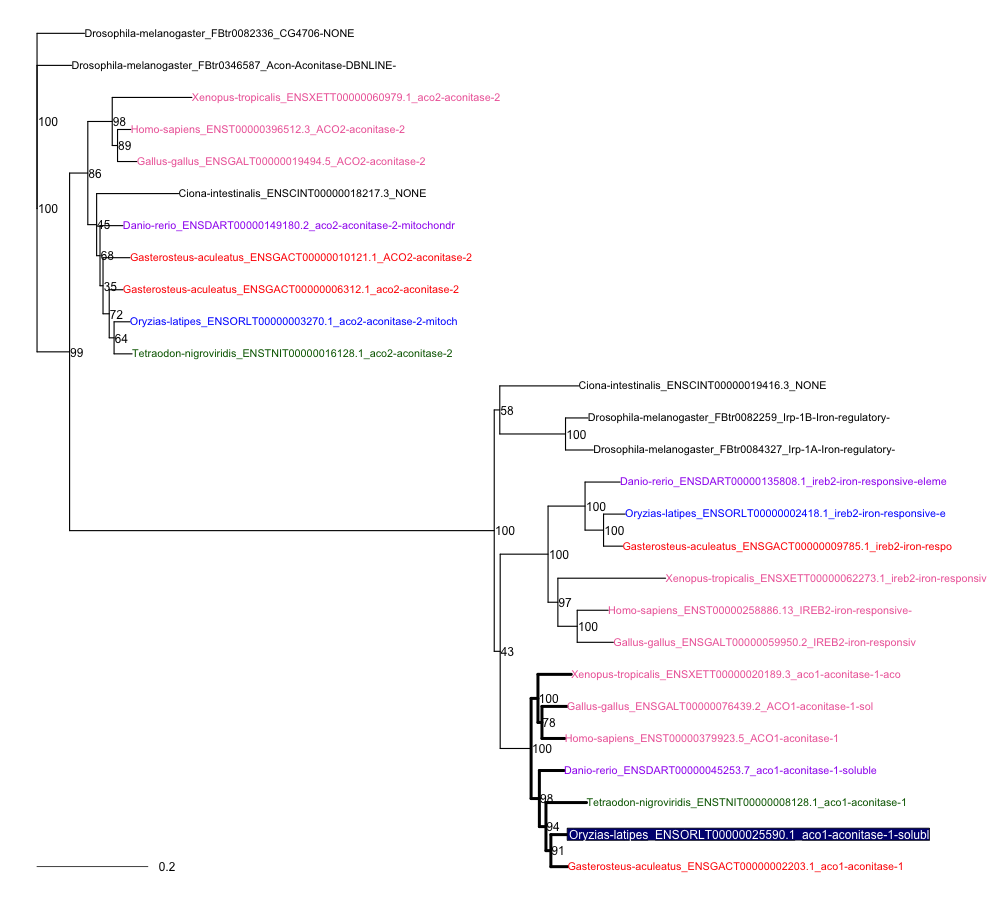 Drosophila-melanogaster_FBtr0082336_CG4706-NONE
Drosophila-melanogaster_FBtr0346587_Acon-Aconitase-DBNLINE-
Xenopus-tropicalis_ENSXETT00000060979.1_aco2-aconitase-2
100
98
Homo-sapiens_ENST00000396512.3_ACO2-aconitase-2
89
Gallus-gallus_ENSGALT00000019494.5_ACO2-aconitase-2
86
Ciona-intestinalis_ENSCINT00000018217.3_NONE
100
45
Danio-rerio_ENSDART00000149180.2_aco2-aconitase-2-mitochondr
68
Gasterosteus-aculeatus_ENSGACT00000010121.1_ACO2-aconitase-2
35
Gasterosteus-aculeatus_ENSGACT00000006312.1_aco2-aconitase-2
72
Oryzias-latipes_ENSORLT00000003270.1_aco2-aconitase-2-mitoch
64
99
Tetraodon-nigroviridis_ENSTNIT00000016128.1_aco2-aconitase-2
Ciona-intestinalis_ENSCINT00000019416.3_NONE
58
Drosophila-melanogaster_FBtr0082259_Irp-1B-Iron-regulatory-
100
Drosophila-melanogaster_FBtr0084327_Irp-1A-Iron-regulatory-
Danio-rerio_ENSDART00000135808.1_ireb2-iron-responsive-eleme
100
Oryzias-latipes_ENSORLT00000002418.1_ireb2-iron-responsive-e
100
100
Gasterosteus-aculeatus_ENSGACT00000009785.1_ireb2-iron-respo
100
Xenopus-tropicalis_ENSXETT00000062273.1_ireb2-iron-responsiv
97
Homo-sapiens_ENST00000258886.13_IREB2-iron-responsive-
100
Gallus-gallus_ENSGALT00000059950.2_IREB2-iron-responsiv
43
Xenopus-tropicalis_ENSXETT00000020189.3_aco1-aconitase-1-aco
100
Gallus-gallus_ENSGALT00000076439.2_ACO1-aconitase-1-sol
78
Homo-sapiens_ENST00000379923.5_ACO1-aconitase-1
100
Danio-rerio_ENSDART00000045253.7_aco1-aconitase-1-soluble
98
Tetraodon-nigroviridis_ENSTNIT00000008128.1_aco1-aconitase-1
94
Oryzias-latipes_ENSORLT00000025590.1_aco1-aconitase-1-solubl
91
Gasterosteus-aculeatus_ENSGACT00000002203.1_aco1-aconitase-1
0.2